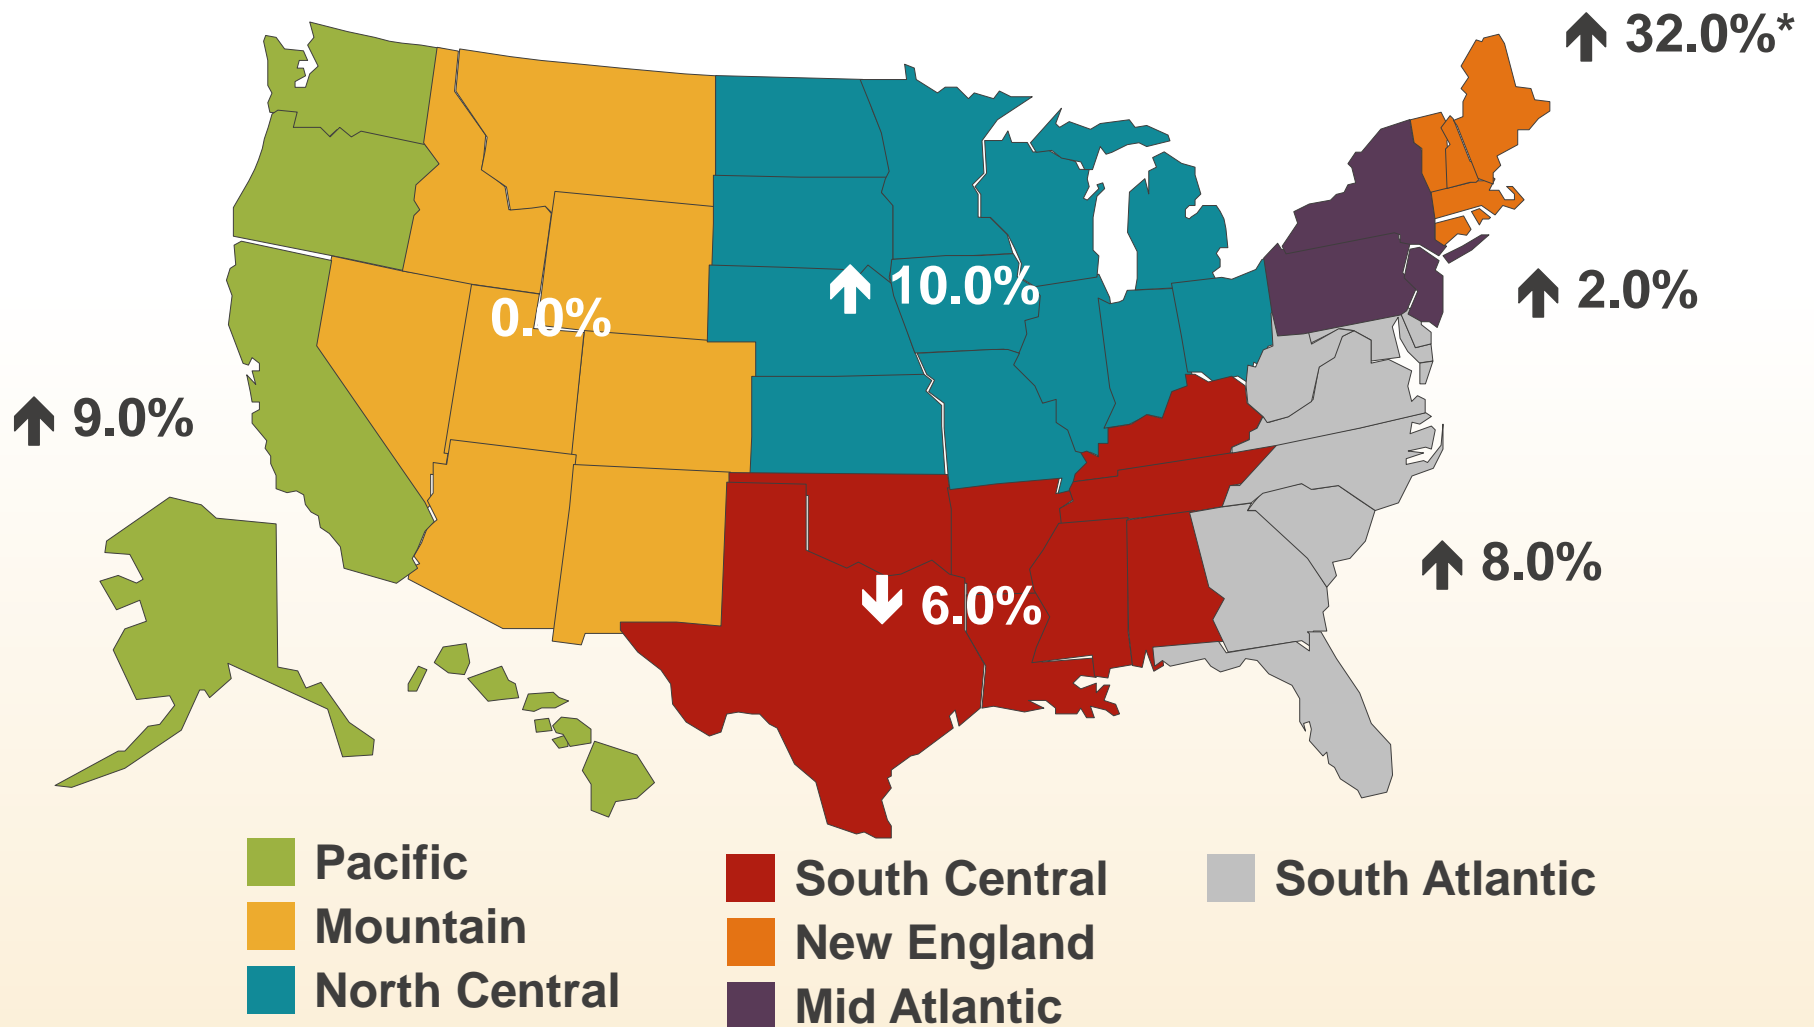 32.0%*
10.0%
2.0%
0.0%
9.0%
8.0%
6.0%
Pacific
Mountain
North Central
South Central
New England
Mid Atlantic
South Atlantic